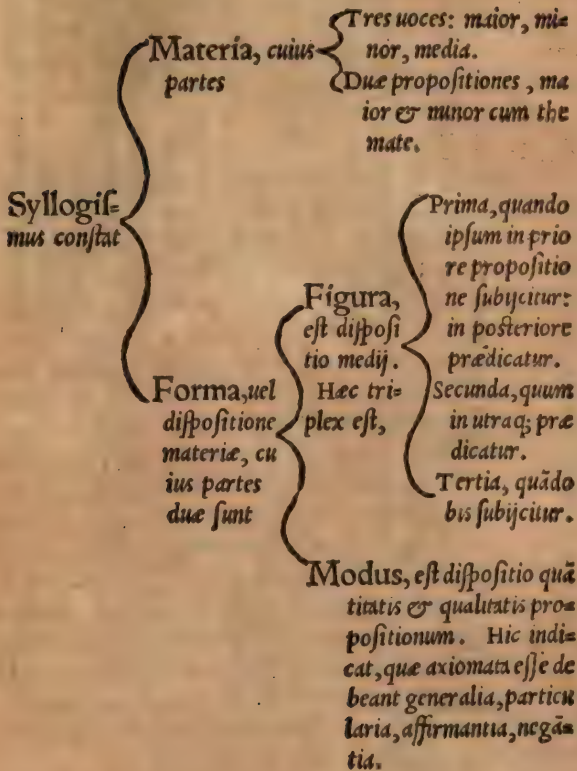 Syllogiſ=
mus conſtat
Materia, cuius
partes
Tres uoces: maior, mi=
nor, media.
Duæ propoſitiones, ma
ior & minor cum the
mate.
Forma, uel
diſpoſitione
materiæ, cu
ius partes
duæ ſunt
Figura,
eſt diſpoſi
tio medij.
Hæc tri=
plex eſt,
Prima, quando
ipſum in prio
re propoſitio
ne ſubijcitur:
in poſteriore
prædicatur.
Secunda, quum
in utraq; præ
dicatur.
Tertia, quãdo
bis ſubijcitur.
Modus, eſt diſpoſitio quã
titatis & qualitatis pro=
poſitionum. Hic indi=
cat, quæ axiomata eſſe de
beant generalia, particu
laria, affirmantia, negã=
tia.